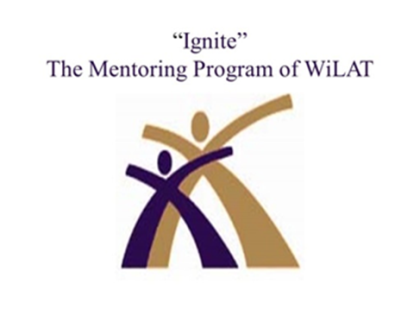 “Ignite”
The Mentoring Program of WiLAT